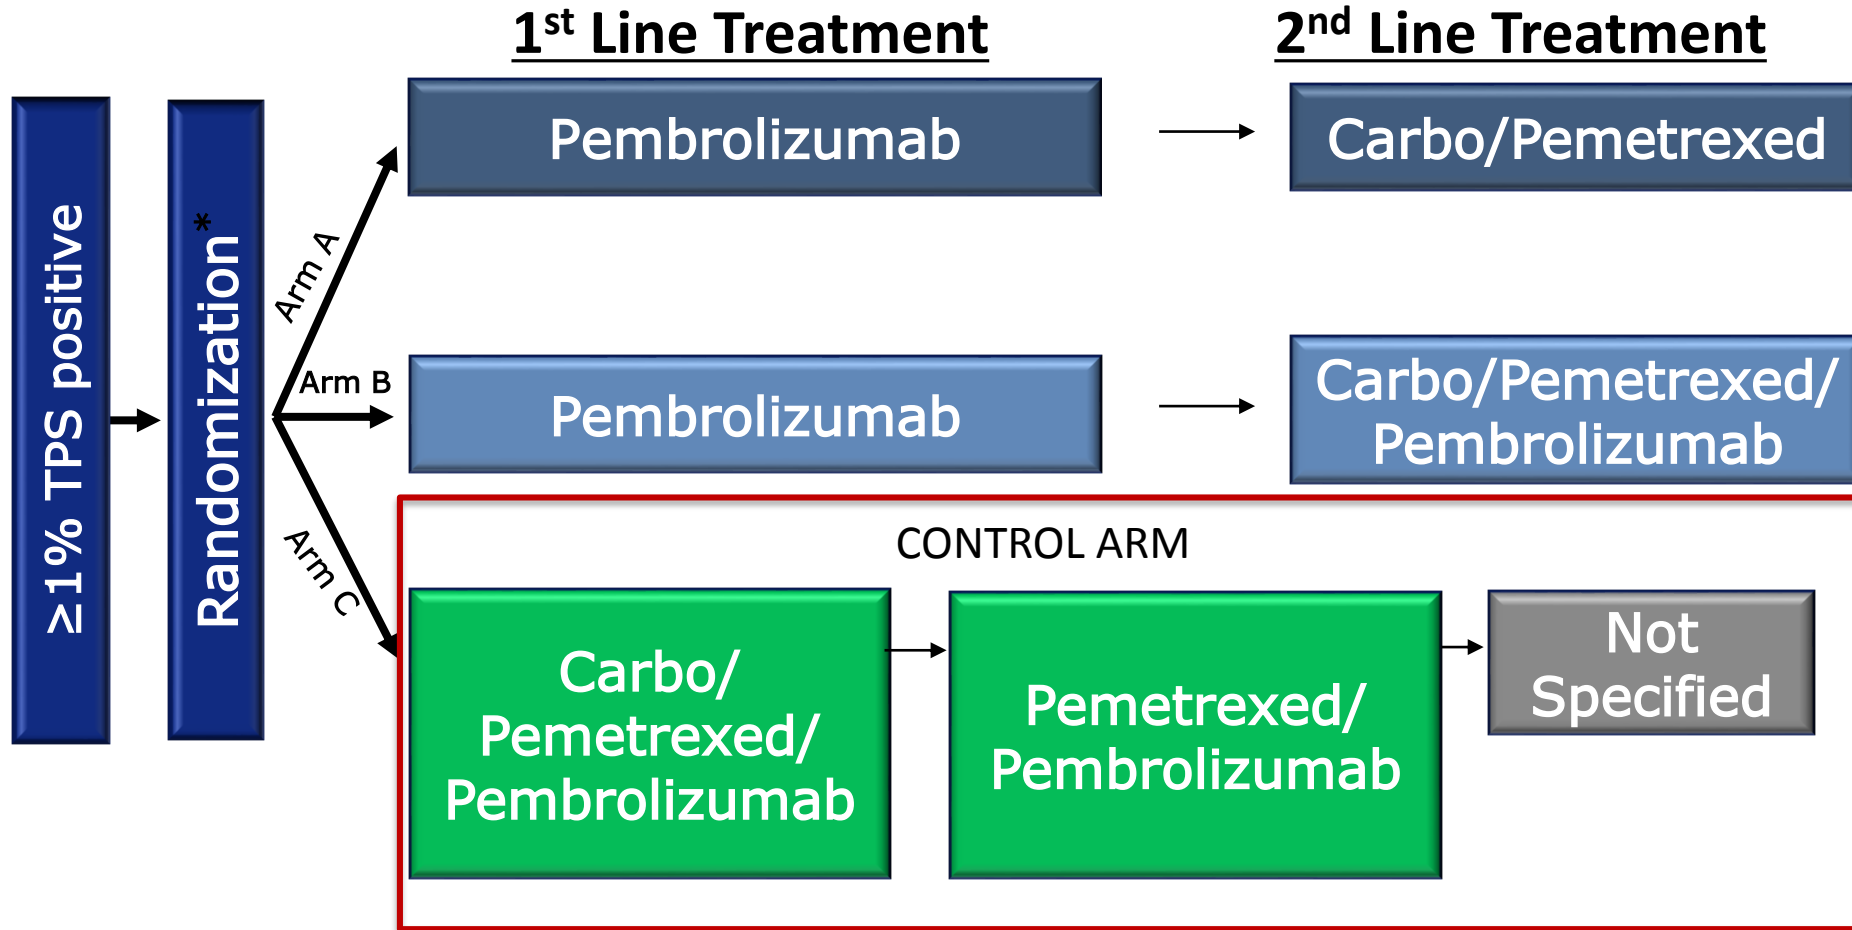 1st Line Treatment
2nd Line Treatment
≥1% TPS positive
Randomization*
Arm A
Pembrolizumab
Carbo/Pemetrexed
Arm B
Pembrolizumab
Carbo/Pemetrexed/
Pembrolizumab
Arm C
CONTROL ARM
Carbo/
Pemetrexed/
Pembrolizumab
Pemetrexed/
Pembrolizumab
Not
Specified